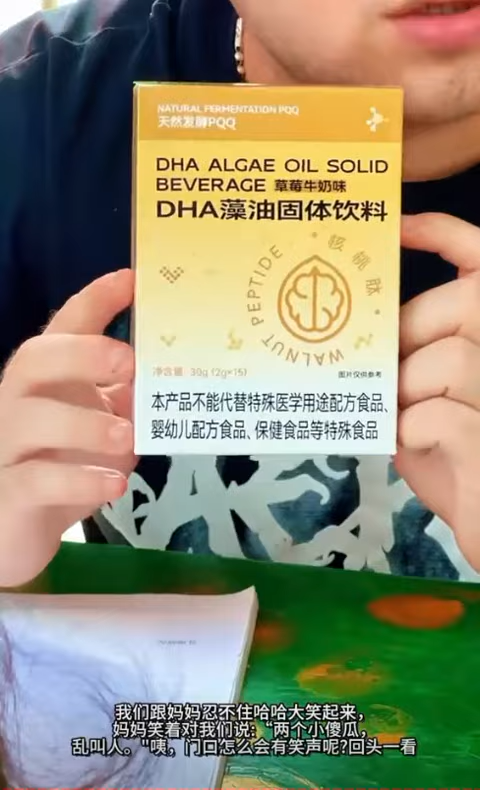 NATURAL FERMENTATION PQQ
天然发酵PQQ
DHA ALGAE OIL SOLID
BEVERAGE 草莓牛奶味
DHA藻油固体饮料
核桃肽
WALNUT PEPTIDE
净含量: 30g (2g*15)
图片仅供参考
本产品不能代替特殊医学用途配方食品、
婴幼儿配方食品、保健食品等特殊食品
我们跟妈妈忍不住哈哈大笑起来，
妈妈笑着对我们说：“两个小傻瓜，
乱叫人。"咦，门口怎么会有笑声呢?回头一看